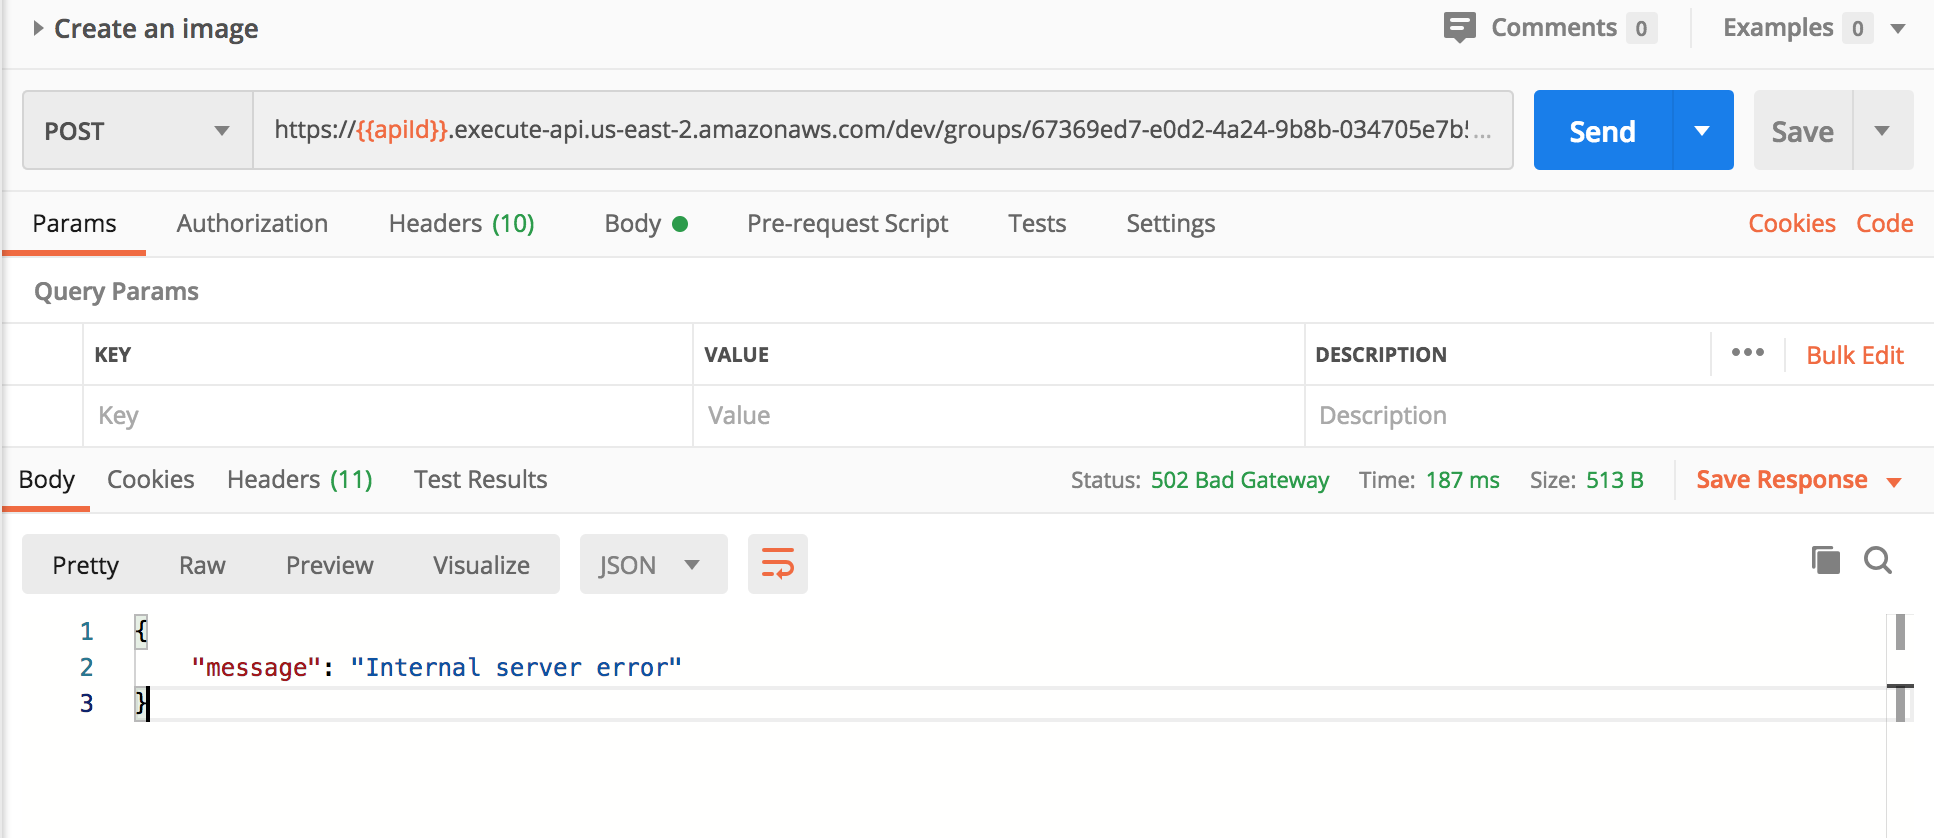 Create an image
Comments 0
Examples 0
POST
https://{{apiId}}.execute-api.us-east-2.amazonaws.com/dev/groups/67369ed7-e0d2-4a24-9b8b-034705e7b5...
Send
Save
Params Authorization Headers (10) Body Pre-request Script Tests Settings Cookies Code
Query Params
KEY VALUE DESCRIPTION ••• Bulk Edit
Key Value Description
Body Cookies Headers (11) Test Results Status: 502 Bad Gateway Time: 187 ms Size: 513 B Save Response
Pretty Raw Preview Visualize JSON
1 {
2 "message": "Internal server error"
3 }